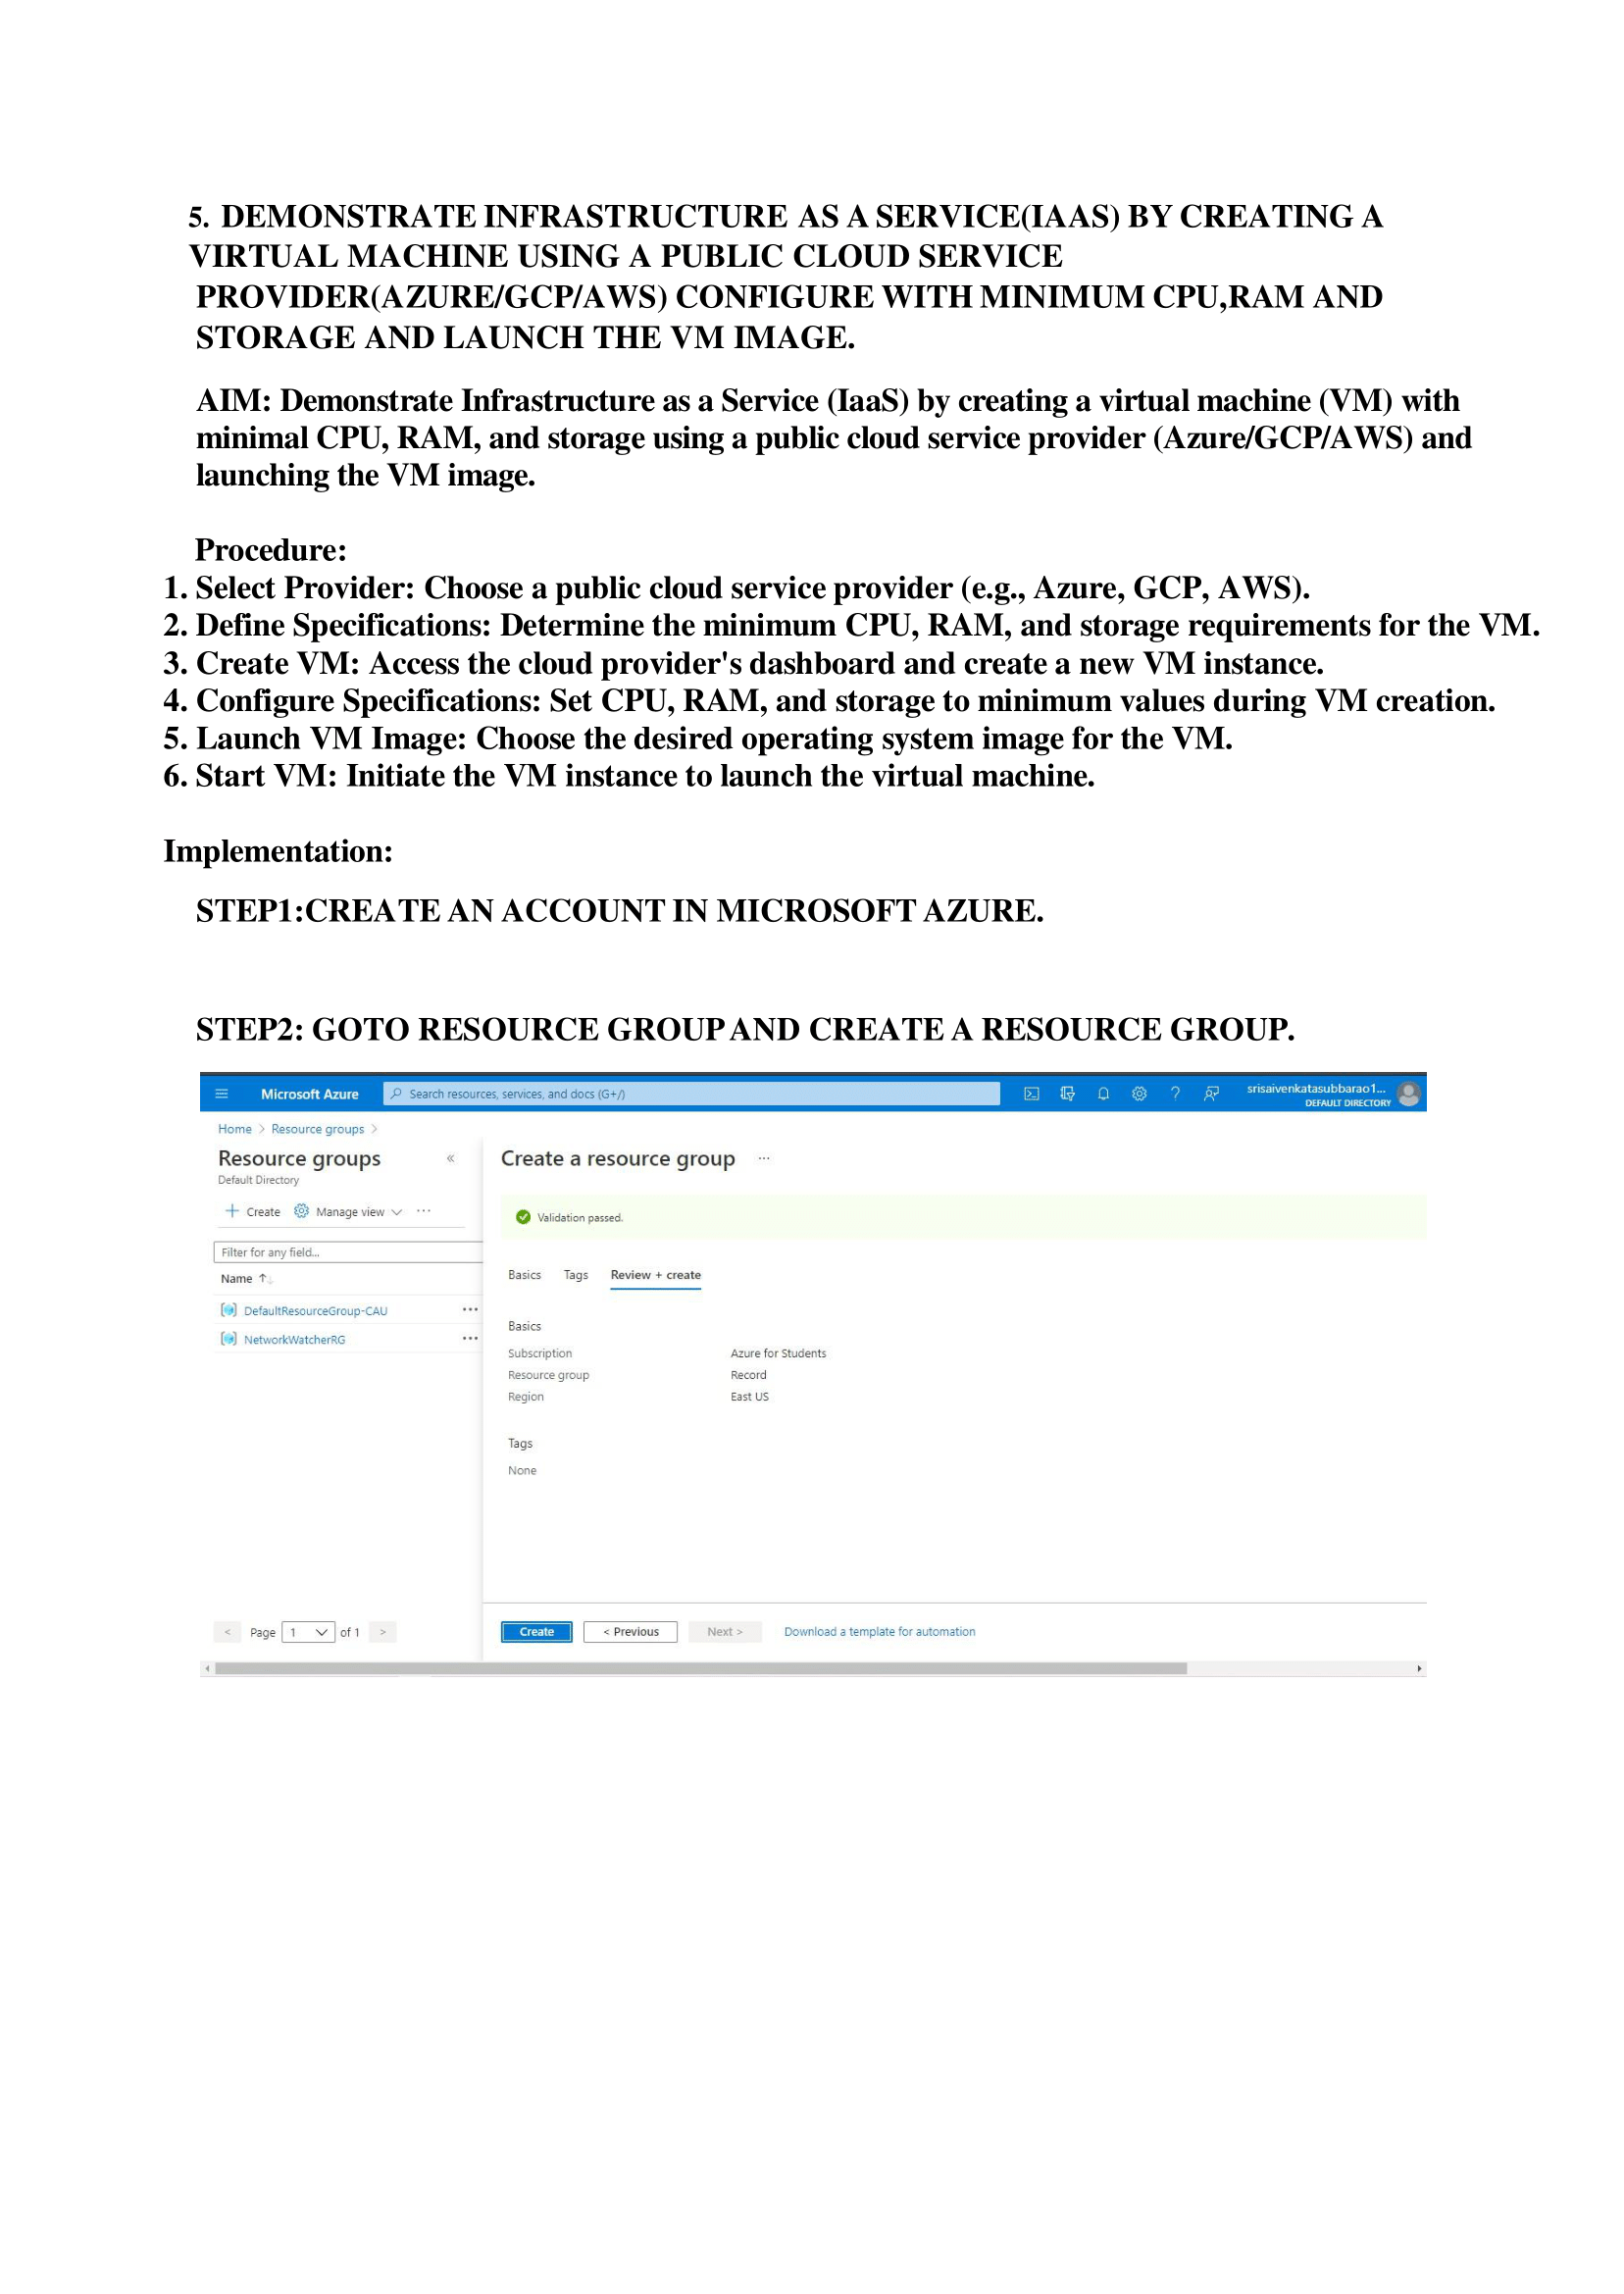 5. DEMONSTRATE INFRASTRUCTURE AS A SERVICE(IAAS) BY CREATING A
VIRTUAL MACHINE USING A PUBLIC CLOUD SERVICE
PROVIDER(AZURE/GCP/AWS) CONFIGURE WITH MINIMUM CPU,RAM AND
STORAGE AND LAUNCH THE VM IMAGE.
AIM: Demonstrate Infrastructure as a Service (IaaS) by creating a virtual machine (VM) with
minimal CPU, RAM, and storage using a public cloud service provider (Azure/GCP/AWS) and
launching the VM image.
Procedure:
1. Select Provider: Choose a public cloud service provider (e.g., Azure, GCP, AWS).
2. Define Specifications: Determine the minimum CPU, RAM, and storage requirements for the VM.
3. Create VM: Access the cloud provider's dashboard and create a new VM instance.
4. Configure Specifications: Set CPU, RAM, and storage to minimum values during VM creation.
5. Launch VM Image: Choose the desired operating system image for the VM.
6. Start VM: Initiate the VM instance to launch the virtual machine.
Implementation:
STEP1:CREATE AN ACCOUNT IN MICROSOFT AZURE.
STEP2: GOTO RESOURCE GROUP AND CREATE A RESOURCE GROUP.
Microsoft Azure
Search resources, services, and docs (G+/)
srisaivenkatasubbarao1...
DEFAULT DIRECTORY
Home > Resource groups >
Resource groups
Default Directory
+ Create Manage view ...
Filter for any field...
Name ↑↓
DefaultResourceGroup-CAU ...
NetworkWatcherRG ...
< Page 1 of 1 >
Create a resource group ...
Validation passed.
Basics Tags Review + create
Basics
Subscription Azure for Students
Resource group Record
Region East US
Tags
None
Create < Previous Next > Download a template for automation